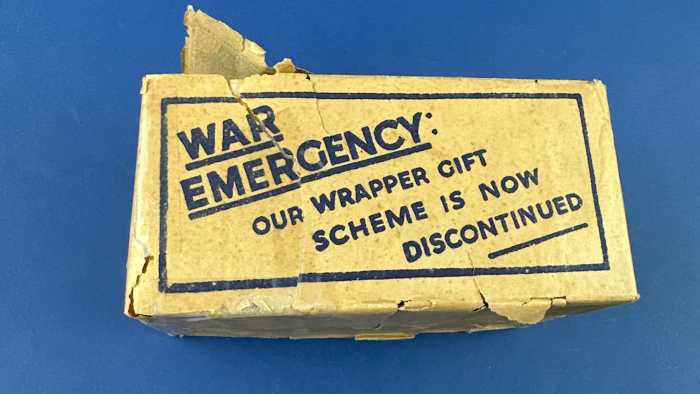 WAR
EMERGENCY:
OUR WRAPPER GIFT
SCHEME IS NOW
DISCONTINUED